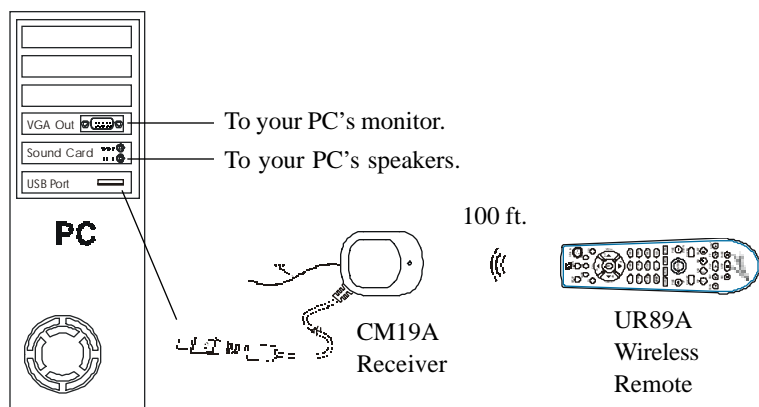 VGA Out
To your PC's monitor.
Sound Card
To your PC's speakers.
USB Port
PC
100 ft.
CM19A
Receiver
UR89A
Wireless
Remote